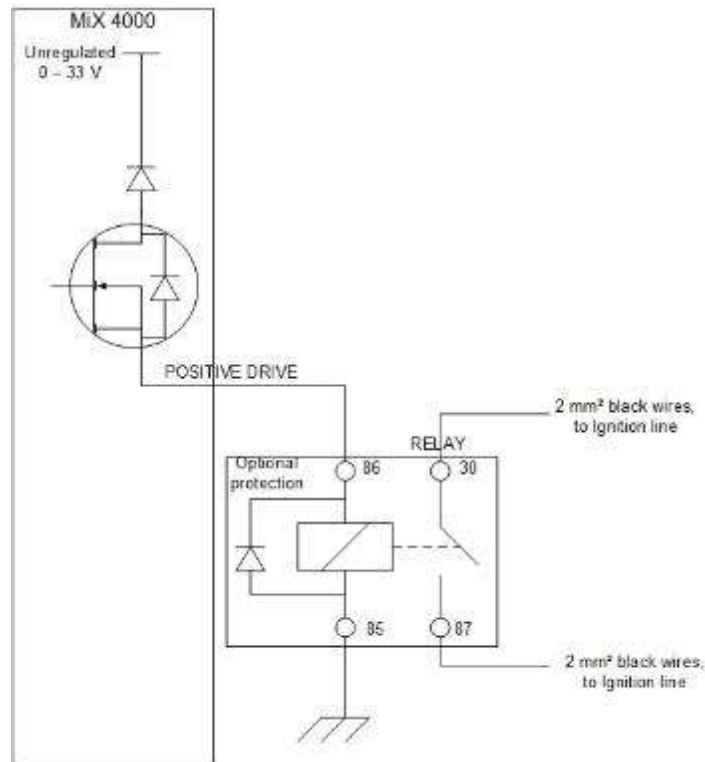 MiX 4000
Unregulated
0 – 33 V
POSITIVE DRIVE
2 mm² black wires,
to Ignition line
RELAY
Optional
protection
86
30
85
87
2 mm² black wires,
to Ignition line